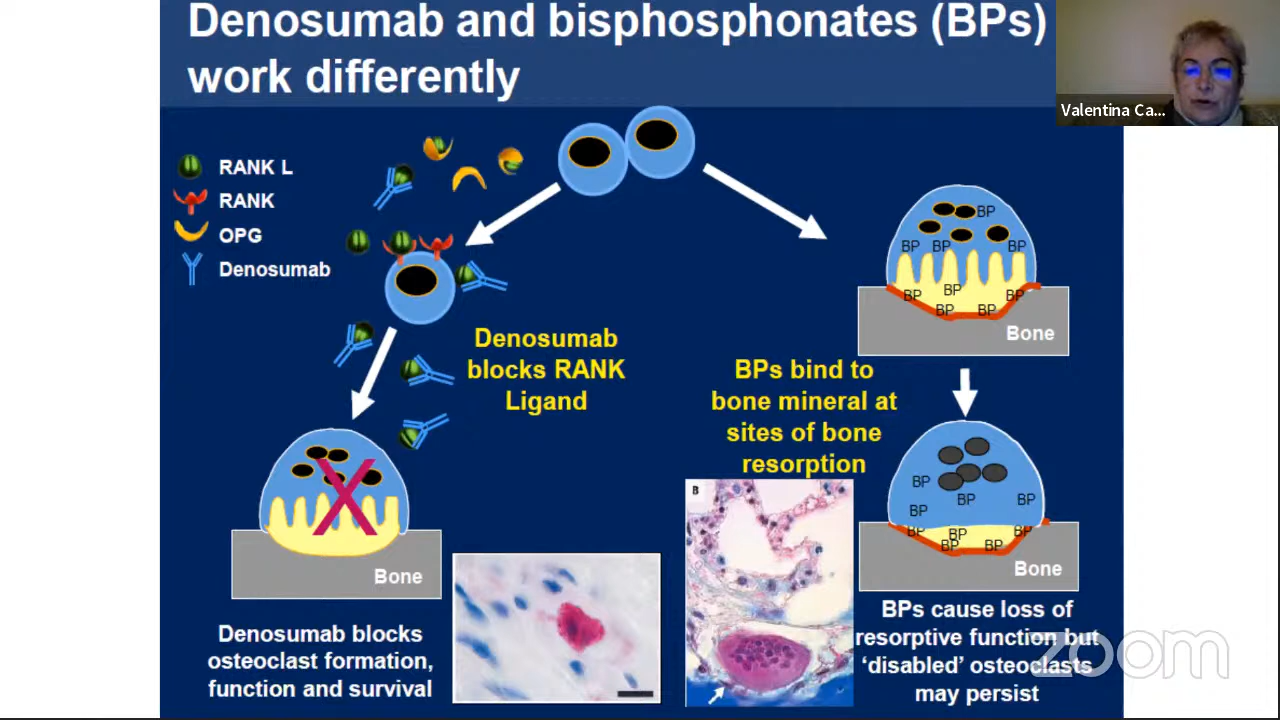 Denosumab and bisphosphonates (BPs)
work differently
Valentina Ca...
RANK L
RANK
OPG
Denosumab
Denosumab
blocks RANK
Ligand
BP
BP
BP
BP
BP
BP
BP
BP
BP
Bone
BPs bind to
bone mineral at
sites of bone
resorption
B
BP
BP
BP
BP
BP
BP
BP
BP
BP
Bone
Bone
Denosumab blocks
osteoclast formation,
function and survival
BPs cause loss of
resorptive function but
‘disabled’ osteoclasts
may persist
zoom